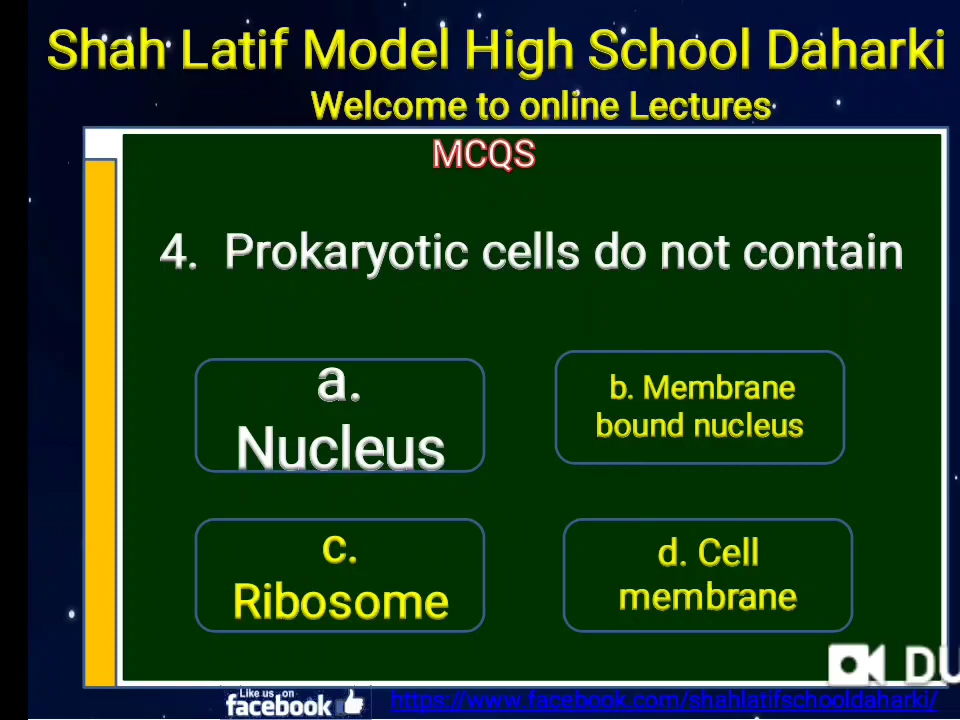 Shah Latif Model High School Daharki
Welcome to online Lectures
MCQS
4. Prokaryotic cells do not contain
a.
Nucleus
b. Membrane
bound nucleus
c.
Ribosome
d. Cell
membrane
DU
Like us on
facebook
https://www.facebook.com/shahlatifschooldaharki/